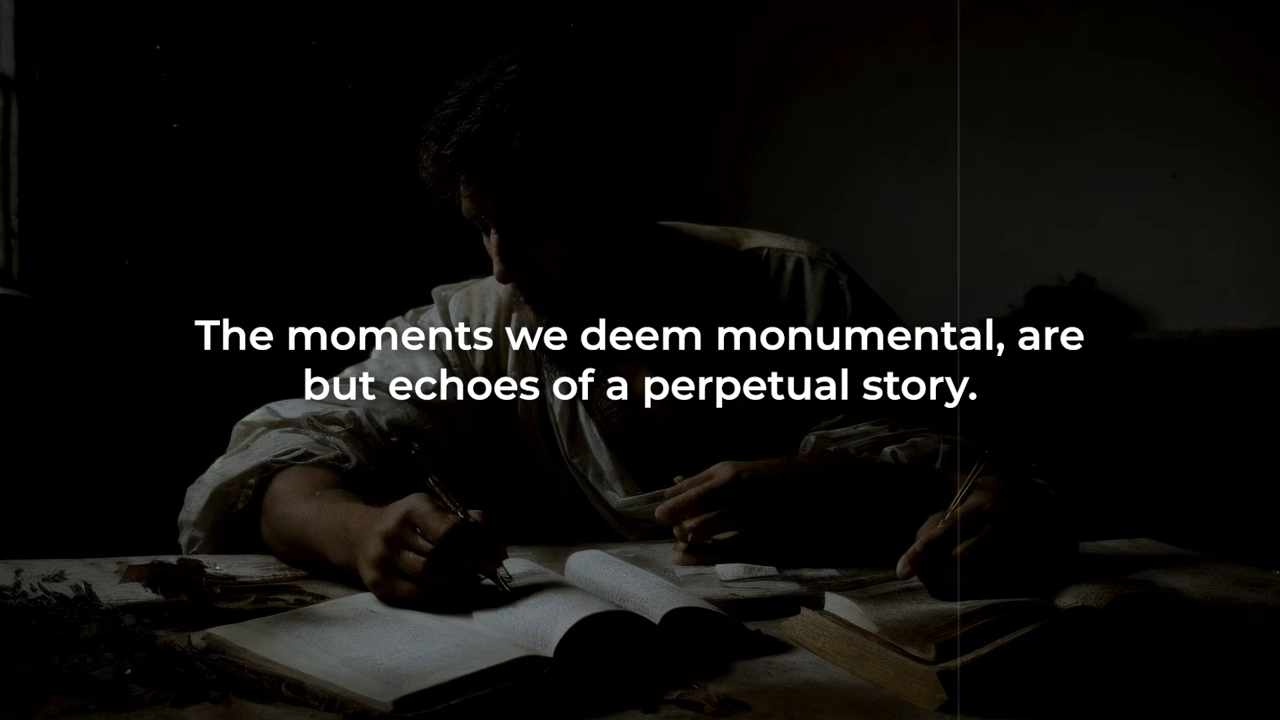 The moments we deem monumental, are
but echoes of a perpetual story.